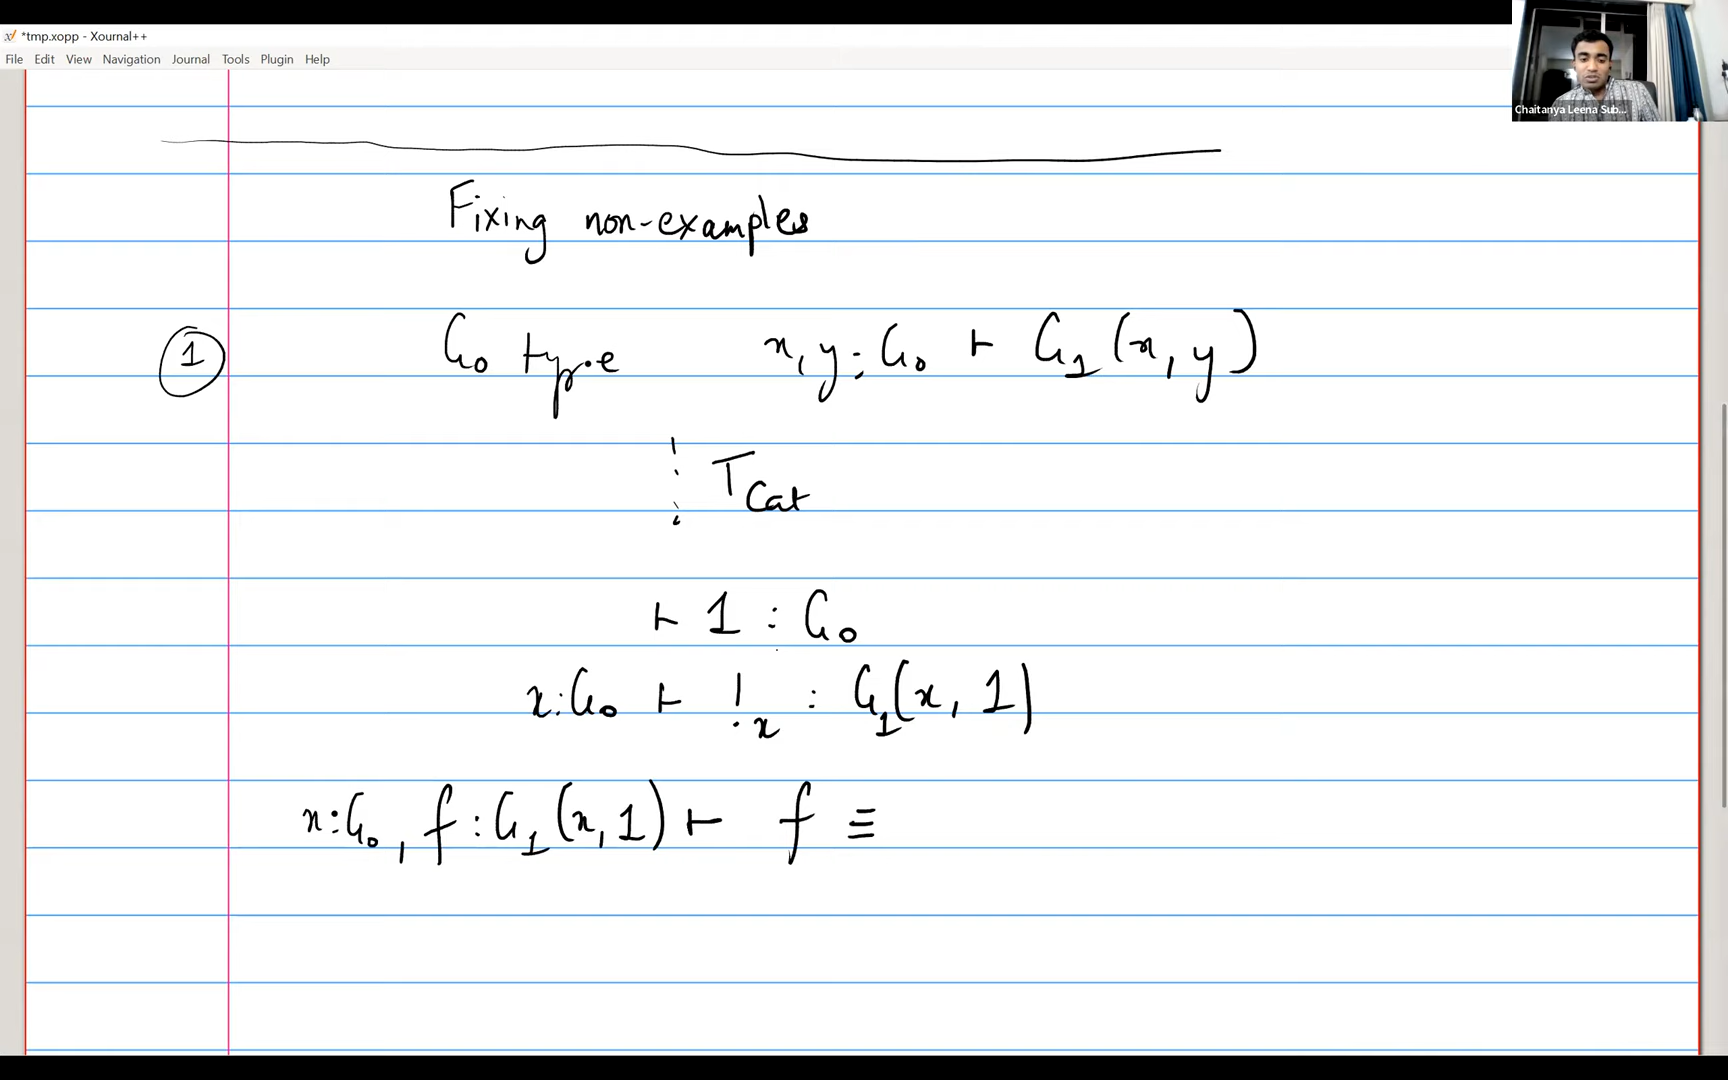 *tmp.xopp - Xournal++
File Edit View Navigation Journal Tools Plugin Help
Chaitanya Leena Sub...
Fixing non-examples
① G₀ type x, y : G₀ ⊢ G₁(x, y)
T_Cat
⊢ 1 : G₀
x : G₀ ⊢ !ₓ : G₁(x, 1)
x : G₀, f : G₁(x, 1) ⊢ f ≡